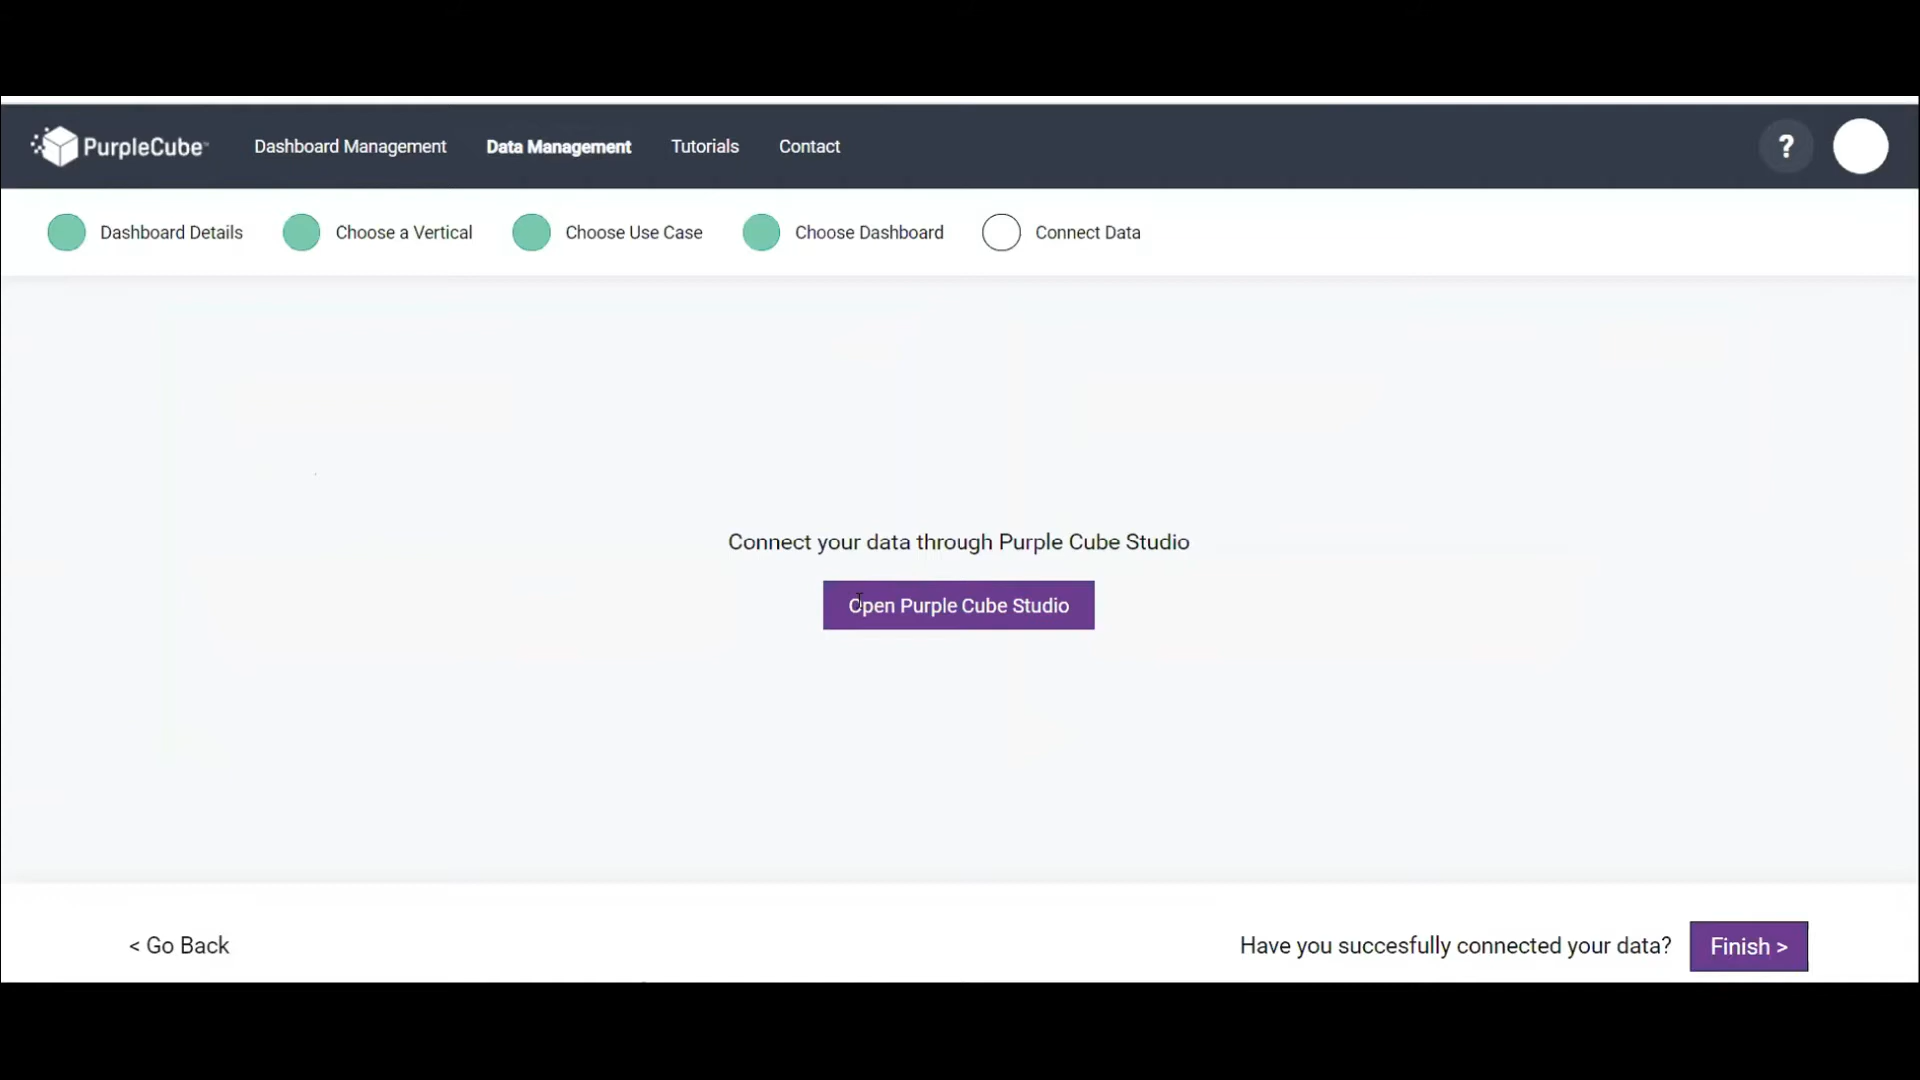 PurpleCube™ Dashboard Management Data Management Tutorials Contact ?
Dashboard Details Choose a Vertical Choose Use Case Choose Dashboard Connect Data
Connect your data through Purple Cube Studio
Open Purple Cube Studio
< Go Back Have you succesfully connected your data? Finish >